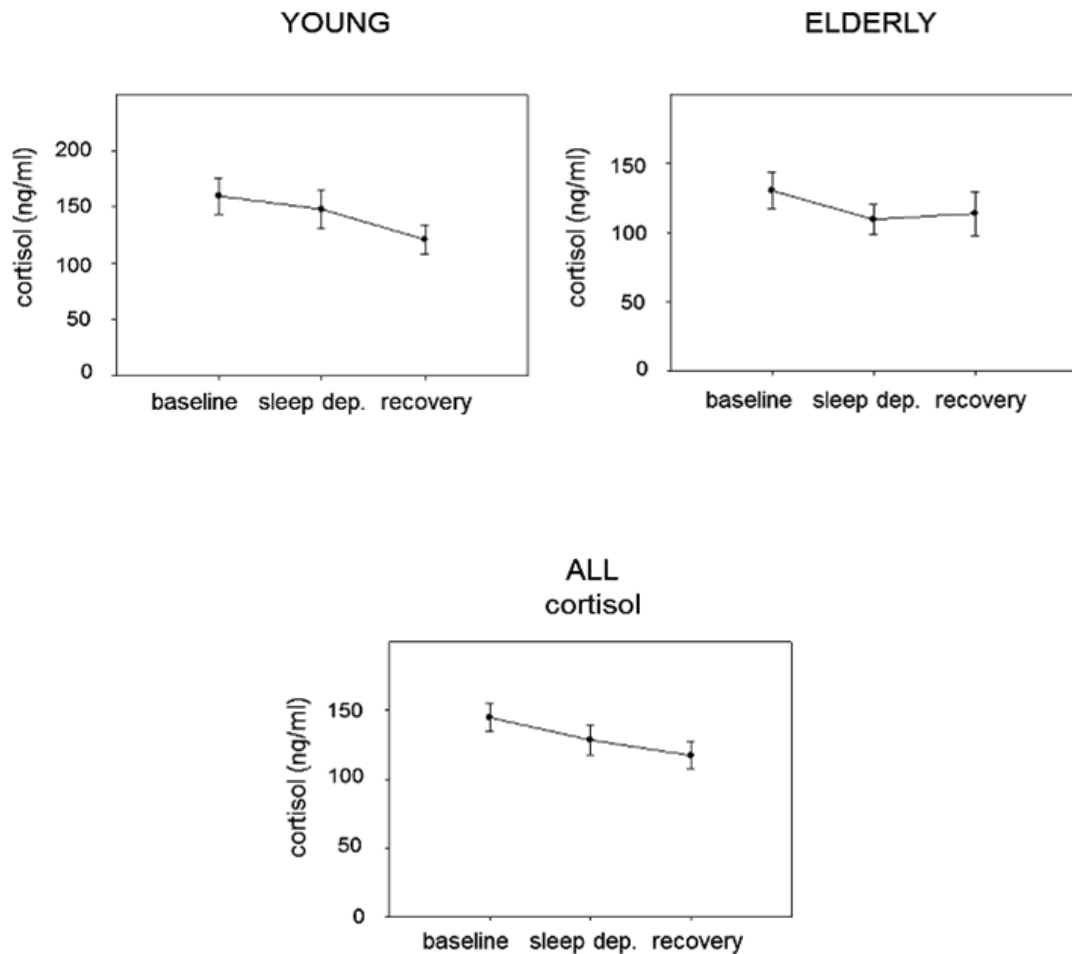 YOUNG
cortisol (ng/ml)
200
150
100
50
0
baseline sleep dep. recovery
ELDERLY
cortisol (ng/ml)
150
100
50
0
baseline sleep dep. recovery
ALL
cortisol
cortisol (ng/ml)
150
100
50
0
baseline sleep dep. recovery